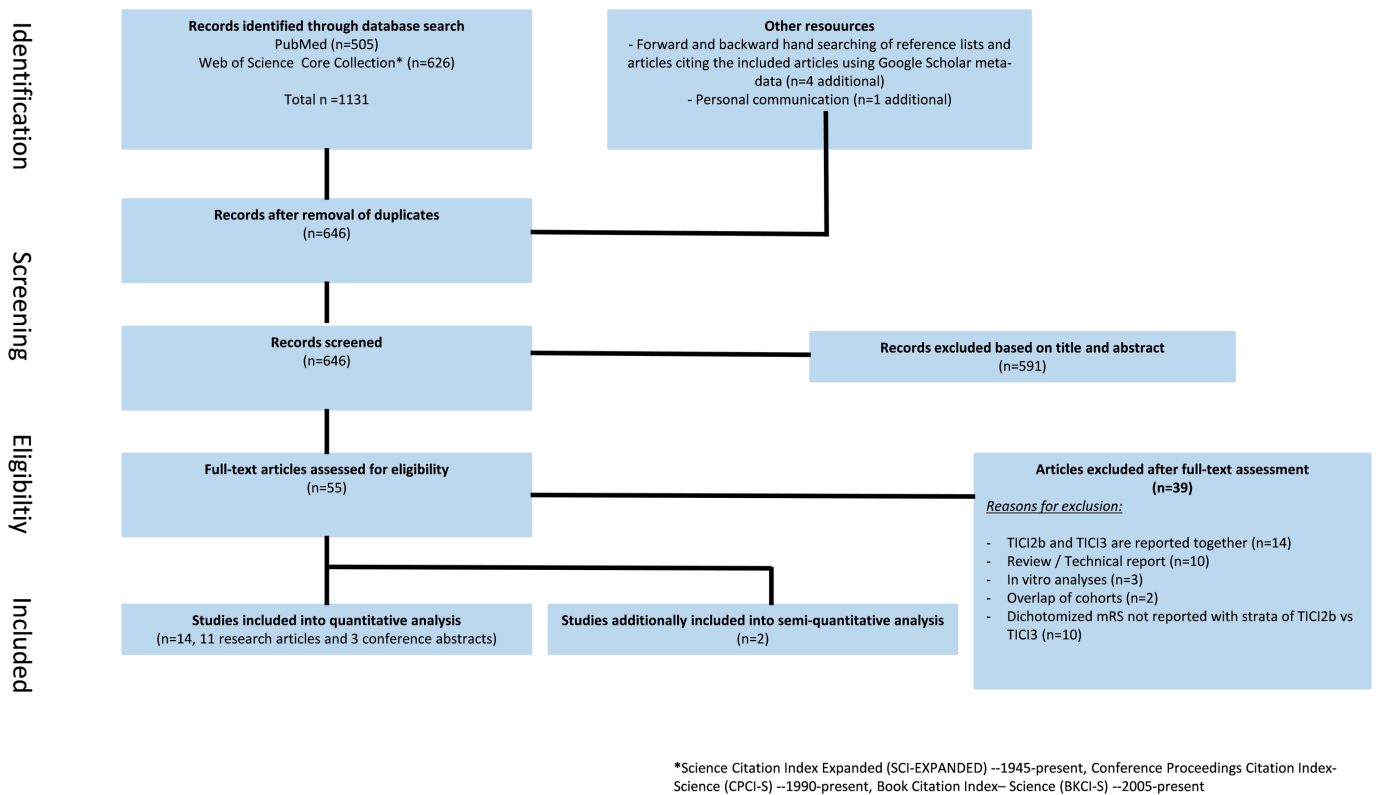 Identification
Records identified through database search
PubMed (n=505)
Web of Science Core Collection* (n=626)
Total n =1131
Other resouurces
- Forward and backward hand searching of reference lists and
articles citing the included articles using Google Scholar meta-
data (n=4 additional)
- Personal communication (n=1 additional)
Records after removal of duplicates
(n=646)
Screening
Records screened
(n=646)
Records excluded based on title and abstract
(n=591)
Eligibiltiy
Full-text articles assessed for eligibility
(n=55)
Articles excluded after full-text assessment
(n=39)
Reasons for exclusion:
- TICI2b and TICI3 are reported together (n=14)
- Review / Technical report (n=10)
- In vitro analyses (n=3)
- Overlap of cohorts (n=2)
- Dichotomized mRS not reported with strata of TICI2b vs
TICI3 (n=10)
Included
Studies included into quantitative analysis
(n=14, 11 research articles and 3 conference abstracts)
Studies additionally included into semi-quantitative analysis
(n=2)
*Science Citation Index Expanded (SCI-EXPANDED) --1945-present, Conference Proceedings Citation Index-
Science (CPCI-S) --1990-present, Book Citation Index– Science (BKCI-S) --2005-present